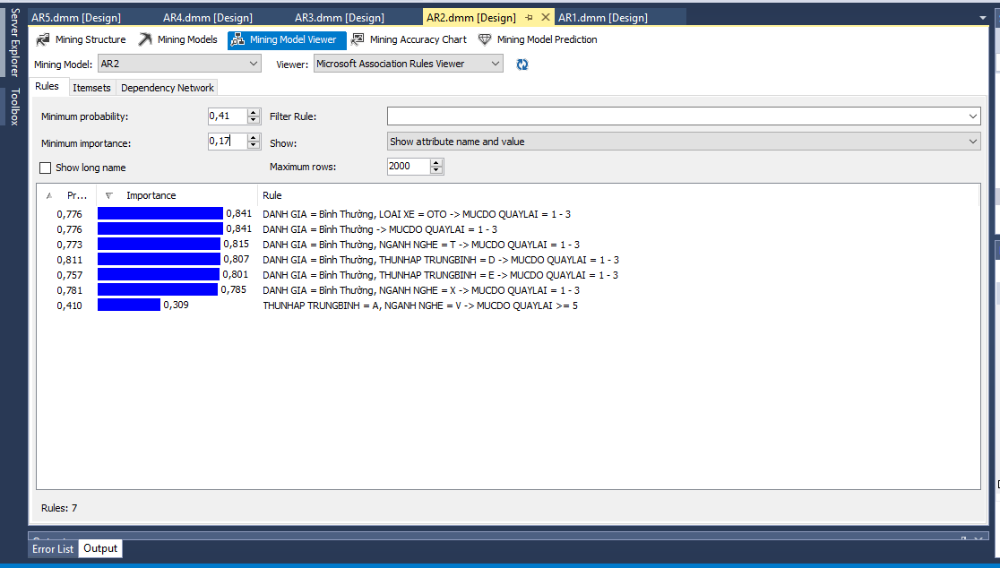 Server Explorer
Toolbox
AR5.dmm [Design] AR4.dmm [Design] AR3.dmm [Design] AR2.dmm [Design] AR1.dmm [Design]
Mining Structure Mining Models Mining Model Viewer Mining Accuracy Chart Mining Model Prediction
Mining Model: AR2 Viewer: Microsoft Association Rules Viewer
Rules Itemsets Dependency Network
Minimum probability: 0,41 Filter Rule:
Minimum importance: 0,17 Show: Show attribute name and value
Show long name Maximum rows: 2000
Pr... Importance Rule
0,776 0,841 DANH GIA = Bình Thường, LOAI XE = OTO -> MUCDO QUAYLAI = 1 - 3
0,776 0,841 DANH GIA = Bình Thường -> MUCDO QUAYLAI = 1 - 3
0,773 0,815 DANH GIA = Bình Thường, NGANH NGHE = T -> MUCDO QUAYLAI = 1 - 3
0,811 0,807 DANH GIA = Bình Thường, THUNHAP TRUNGBINH = D -> MUCDO QUAYLAI = 1 - 3
0,757 0,801 DANH GIA = Bình Thường, THUNHAP TRUNGBINH = E -> MUCDO QUAYLAI = 1 - 3
0,781 0,785 DANH GIA = Bình Thường, NGANH NGHE = X -> MUCDO QUAYLAI = 1 - 3
0,410 0,309 THUNHAP TRUNGBINH = A, NGANH NGHE = V -> MUCDO QUAYLAI >= 5
Rules: 7
Error List Output